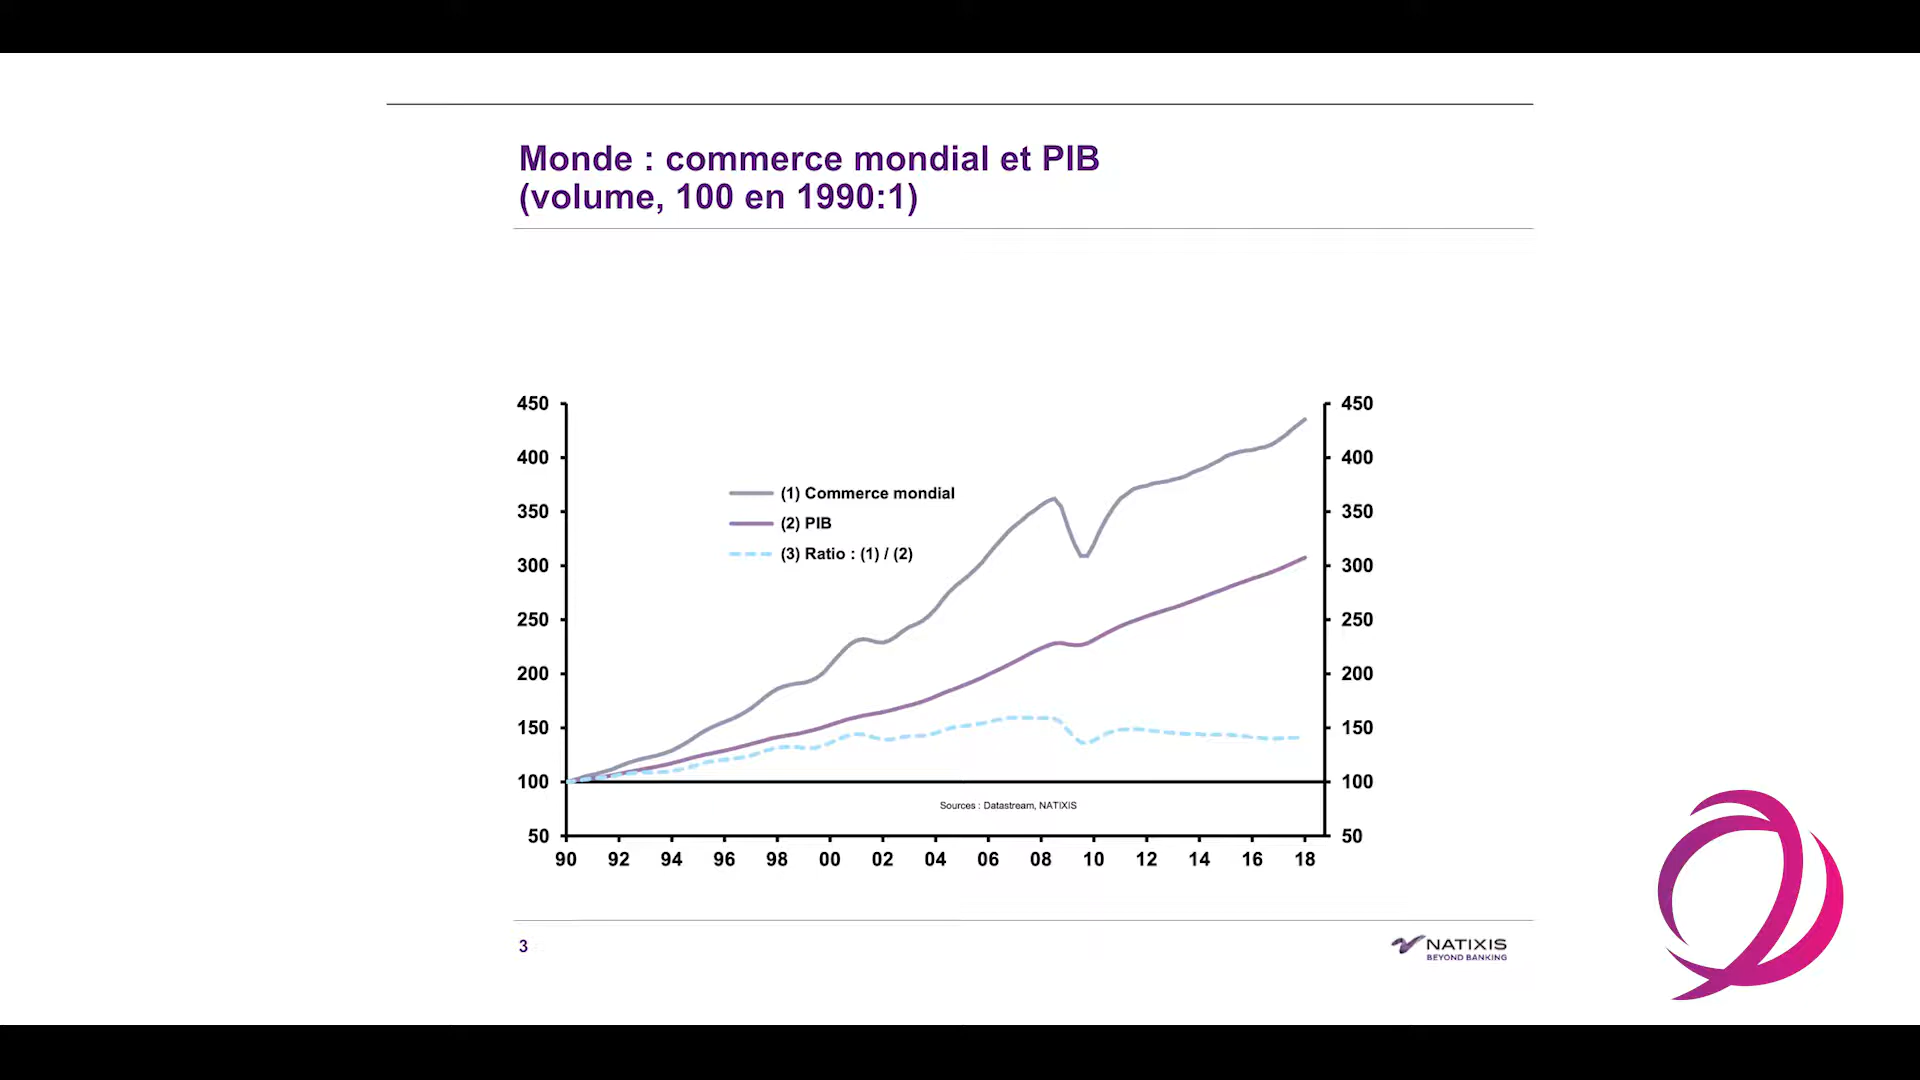 Monde : commerce mondial et PIB
(volume, 100 en 1990:1)
450 450
400 400
(1) Commerce mondial
350 350
(2) PIB
(3) Ratio : (1) / (2)
300 300
250 250
200 200
150 150
100 100
Sources : Datastream, NATIXIS
50 50
90 92 94 96 98 00 02 04 06 08 10 12 14 16 18
3
NATIXIS
BEYOND BANKING